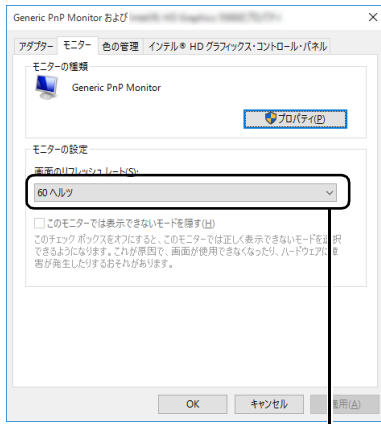 Generic PnP Monitor および
アダプター モニター 色の管理 インテル® HD グラフィックス・コントロール・パネル
モニターの種類
Generic PnP Monitor
プロパティ(P)
モニターの設定
画面のリフレッシュ レート(S):
60 ヘルツ
このモニターでは表示できないモードを隠す(H)
このチェック ボックスをオフにすると、このモニターでは正しく表示できないモードを選択
できるようになります。これが原因で、画面が使用できなくなったり、ハードウェアに障
害が発生したりするおそれがあります。
OK キャンセル 適用(A)